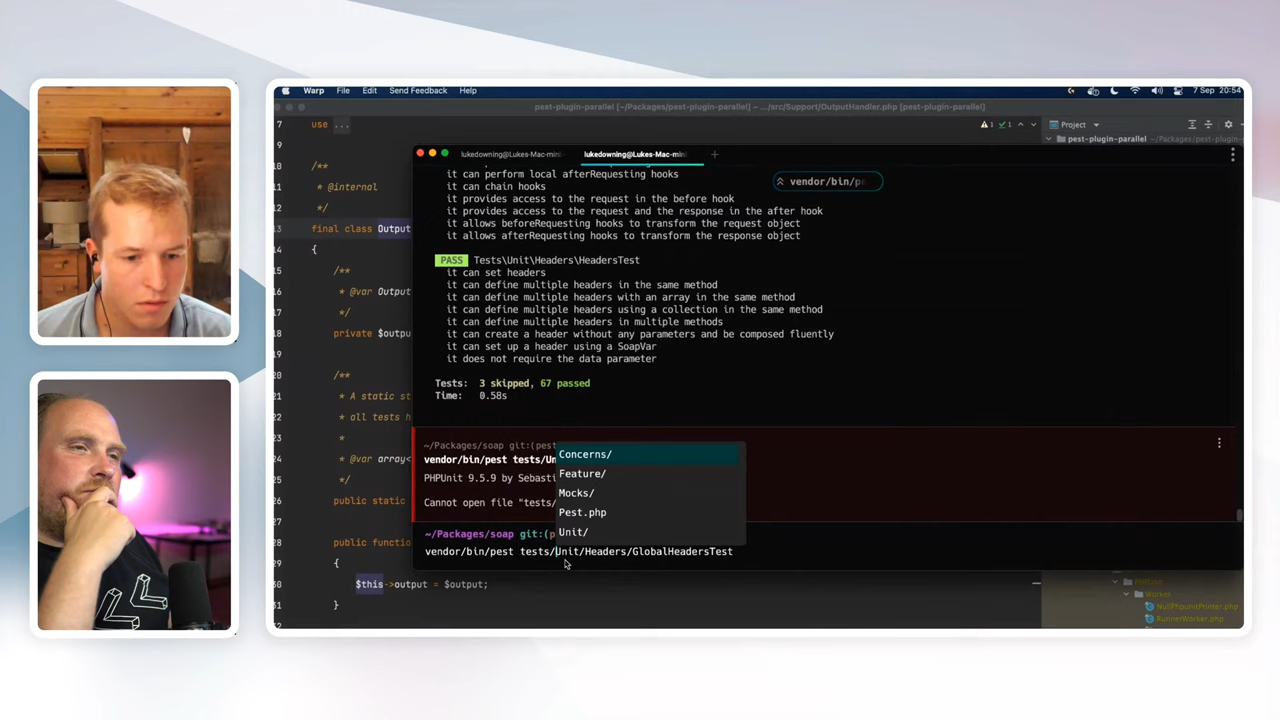 Warp File Edit Send Feedback Help
7 Sep 20:54
pest-plugin-parallel [~/Packages/pest-plugin-parallel] – .../src/Support/OutputHandler.php [pest-plugin-parallel]
7 use ...
1 1
Project
9
pest-plugin-parallel ~/Packages/pest-plugin-parallel
10 /**
11 * @internal
12 */
13 final class Output
14 {
15 /**
16 * @var Output
17 */
18 private $outpu
19
20 /**
21 * A static st
22 * all tests h
23 *
24 * @var array<
25 */
26 public static
27
28 public functio
29 {
30 $this->output = $output;
31 }
lukedowning@Lukes-Mac-mini
lukedowning@Lukes-Mac-mini
it can perform local afterRequesting hooks
vendor/bin/pe
it can chain hooks
it provides access to the request in the before hook
it provides access to the request and the response in the after hook
it allows beforeRequesting hooks to transform the request object
it allows afterRequesting hooks to transform the response object
PASS Tests\Unit\Headers\HeadersTest
it can set headers
it can define multiple headers in the same method
it can define multiple headers with an array in the same method
it can define multiple headers using a collection in the same method
it can define multiple headers in multiple methods
it can create a header without any parameters and be composed fluently
it can set up a header using a SoapVar
it does not require the data parameter
Tests: 3 skipped, 67 passed
Time: 0.58s
~/Packages/soap git:(pest
vendor/bin/pest tests/Un
PHPUnit 9.5.9 by Sebasti
Cannot open file "tests/
Concerns/
Feature/
Mocks/
Pest.php
Unit/
~/Packages/soap git:(p
vendor/bin/pest tests/Unit/Headers/GlobalHeadersTest
Worker
NullPhpunitPrinter.php
RunnerWorker.php